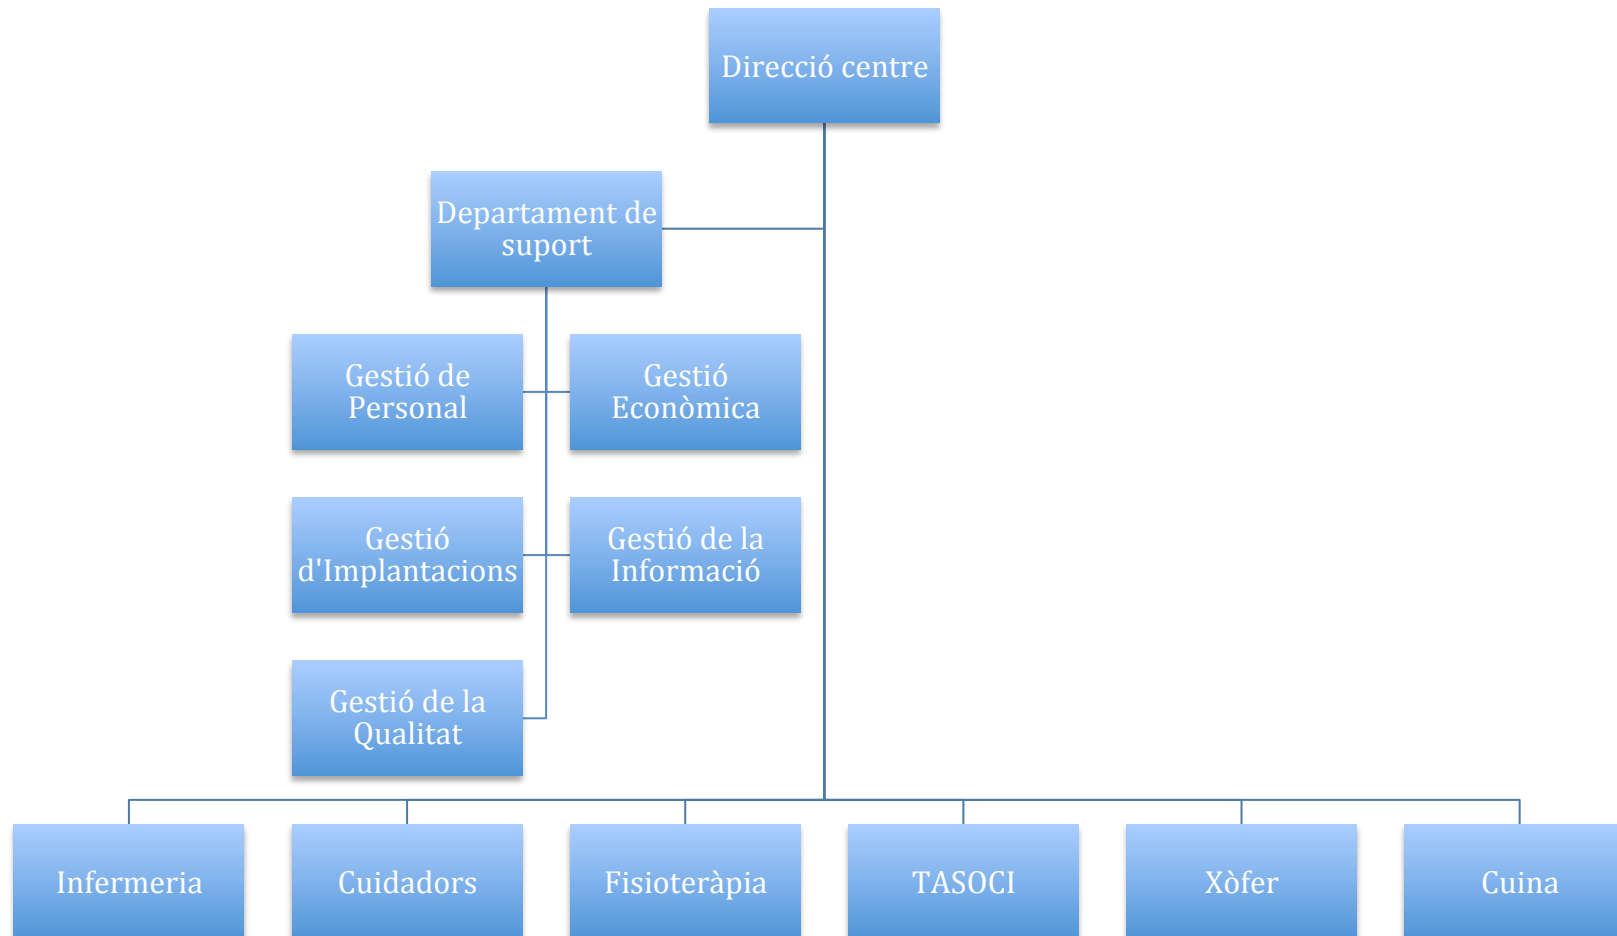 Direcció centre
Departament de
suport
Gestió de
Personal
Gestió
Econòmica
Gestió
d'Implantacions
Gestió de la
Informació
Gestió de la
Qualitat
Infermeria
Cuidadors
Fisioteràpia
TASOCI
Xòfer
Cuina